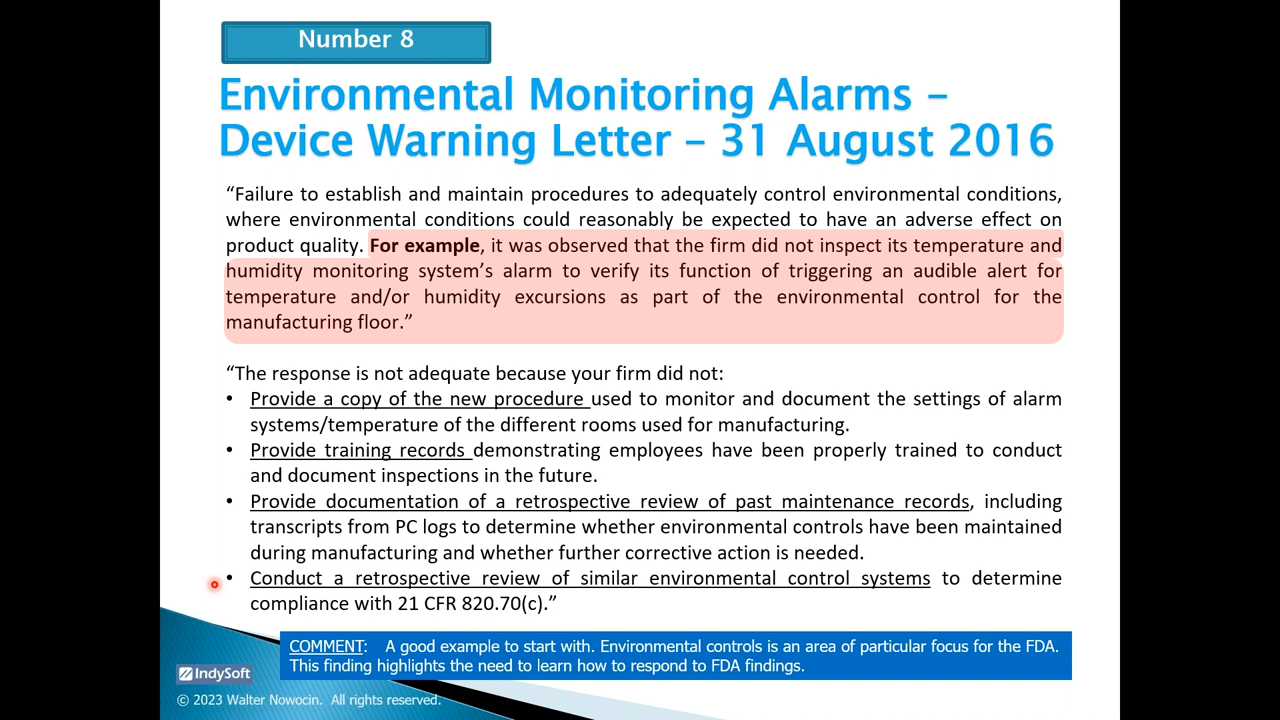 Number 8
Environmental Monitoring Alarms –
Device Warning Letter – 31 August 2016
“Failure to establish and maintain procedures to adequately control environmental conditions,
where environmental conditions could reasonably be expected to have an adverse effect on
product quality. For example, it was observed that the firm did not inspect its temperature and
humidity monitoring system’s alarm to verify its function of triggering an audible alert for
temperature and/or humidity excursions as part of the environmental control for the
manufacturing floor.”
“The response is not adequate because your firm did not:
• Provide a copy of the new procedure used to monitor and document the settings of alarm
systems/temperature of the different rooms used for manufacturing.
• Provide training records demonstrating employees have been properly trained to conduct
and document inspections in the future.
• Provide documentation of a retrospective review of past maintenance records, including
transcripts from PC logs to determine whether environmental controls have been maintained
during manufacturing and whether further corrective action is needed.
• Conduct a retrospective review of similar environmental control systems to determine
compliance with 21 CFR 820.70(c).”
COMMENT: A good example to start with. Environmental controls is an area of particular focus for the FDA.
This finding highlights the need to learn how to respond to FDA findings.
IndySoft
© 2023 Walter Nowocin. All rights reserved.